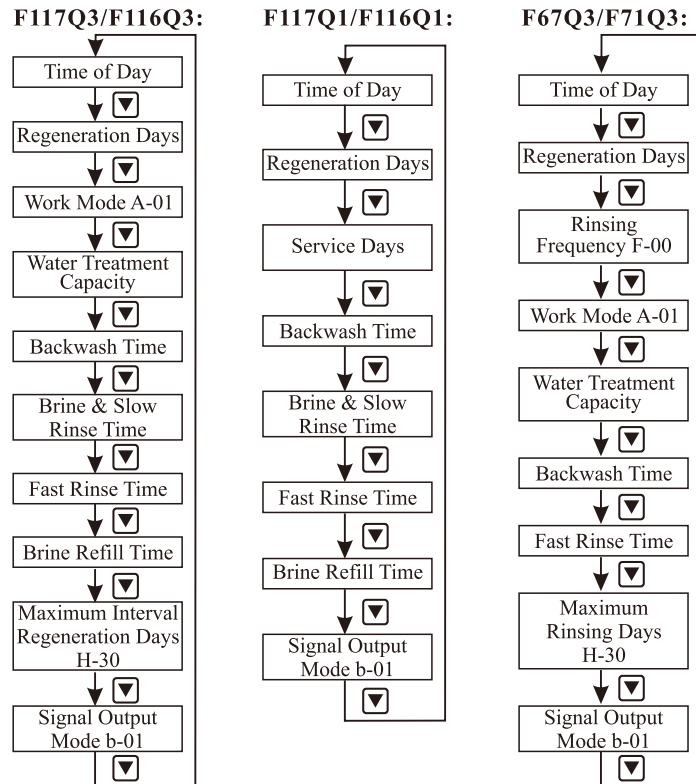 F117Q3/F116Q3:
Time of Day
Regeneration Days
Work Mode A-01
Water Treatment
Capacity
Backwash Time
Brine & Slow
Rinse Time
Fast Rinse Time
Brine Refill Time
Maximum Interval
Regeneration Days
H-30
Signal Output
Mode b-01
F117Q1/F116Q1:
Time of Day
Regeneration Days
Service Days
Backwash Time
Brine & Slow
Rinse Time
Fast Rinse Time
Brine Refill Time
Signal Output
Mode b-01
F67Q3/F71Q3:
Time of Day
Regeneration Days
Rinsing
Frequency F-00
Work Mode A-01
Water Treatment
Capacity
Backwash Time
Fast Rinse Time
Maximum
Rinsing Days
H-30
Signal Output
Mode b-01